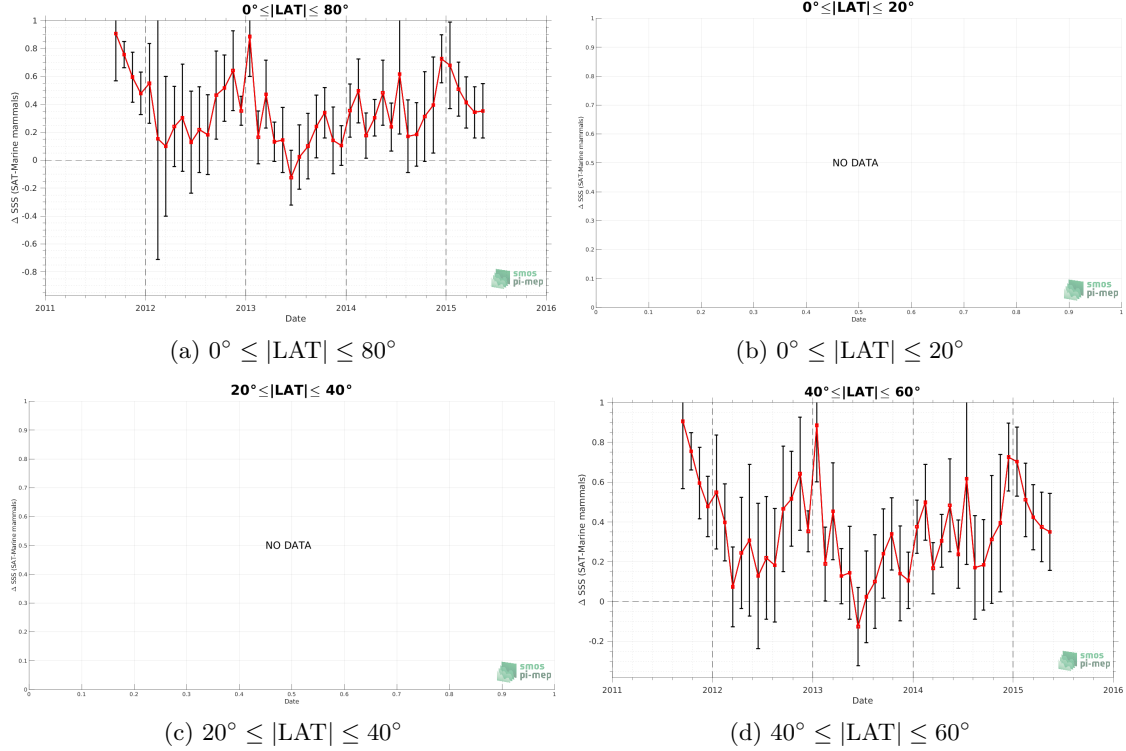 0°≤|LAT|≤ 80°
1
0.8
0.6
0.4
0.2
0
-0.2
-0.4
-0.6
-0.8
Δ SSS (SAT-Marine mammals)
2011 2012 2013 2014 2015 2016
Date
smos
pi-mep
(a) 0° ≤ |LAT| ≤ 80°
0°≤|LAT|≤ 20°
1
0.9
0.8
0.7
0.6
0.5
0.4
0.3
0.2
0.1
0
Δ SSS (SAT-Marine mammals)
NO DATA
0 0.1 0.2 0.3 0.4 0.5 0.6 0.7 0.8 0.9 1
Date
smos
pi-mep
(b) 0° ≤ |LAT| ≤ 20°
20°≤|LAT|≤ 40°
1
0.9
0.8
0.7
0.6
0.5
0.4
0.3
0.2
0.1
0
Δ SSS (SAT-Marine mammals)
NO DATA
0 0.1 0.2 0.3 0.4 0.5 0.6 0.7 0.8 0.9 1
Date
smos
pi-mep
(c) 20° ≤ |LAT| ≤ 40°
40°≤|LAT|≤ 60°
1
0.8
0.6
0.4
0.2
0
-0.2
Δ SSS (SAT-Marine mammals)
2011 2012 2013 2014 2015 2016
Date
smos
pi-mep
(d) 40° ≤ |LAT| ≤ 60°